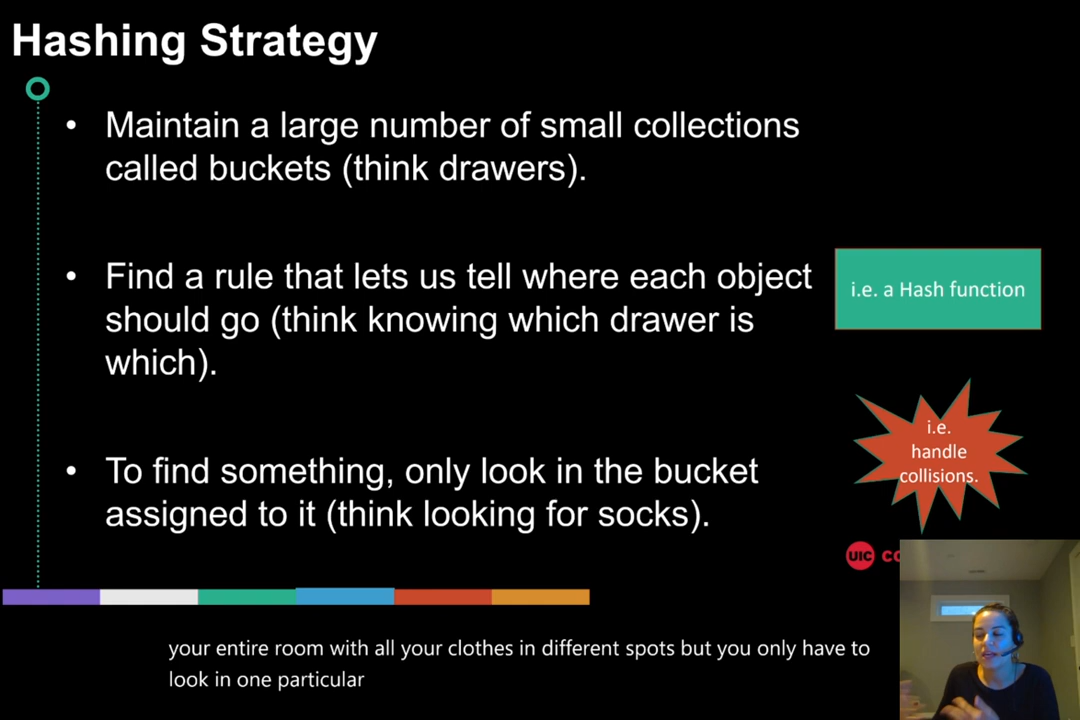 Hashing Strategy
• Maintain a large number of small collections
called buckets (think drawers).
• Find a rule that lets us tell where each object
should go (think knowing which drawer is
which).
i.e. a Hash function
i.e.
handle
collisions.
• To find something, only look in the bucket
assigned to it (think looking for socks).
UIC
your entire room with all your clothes in different spots but you only have to
look in one particular